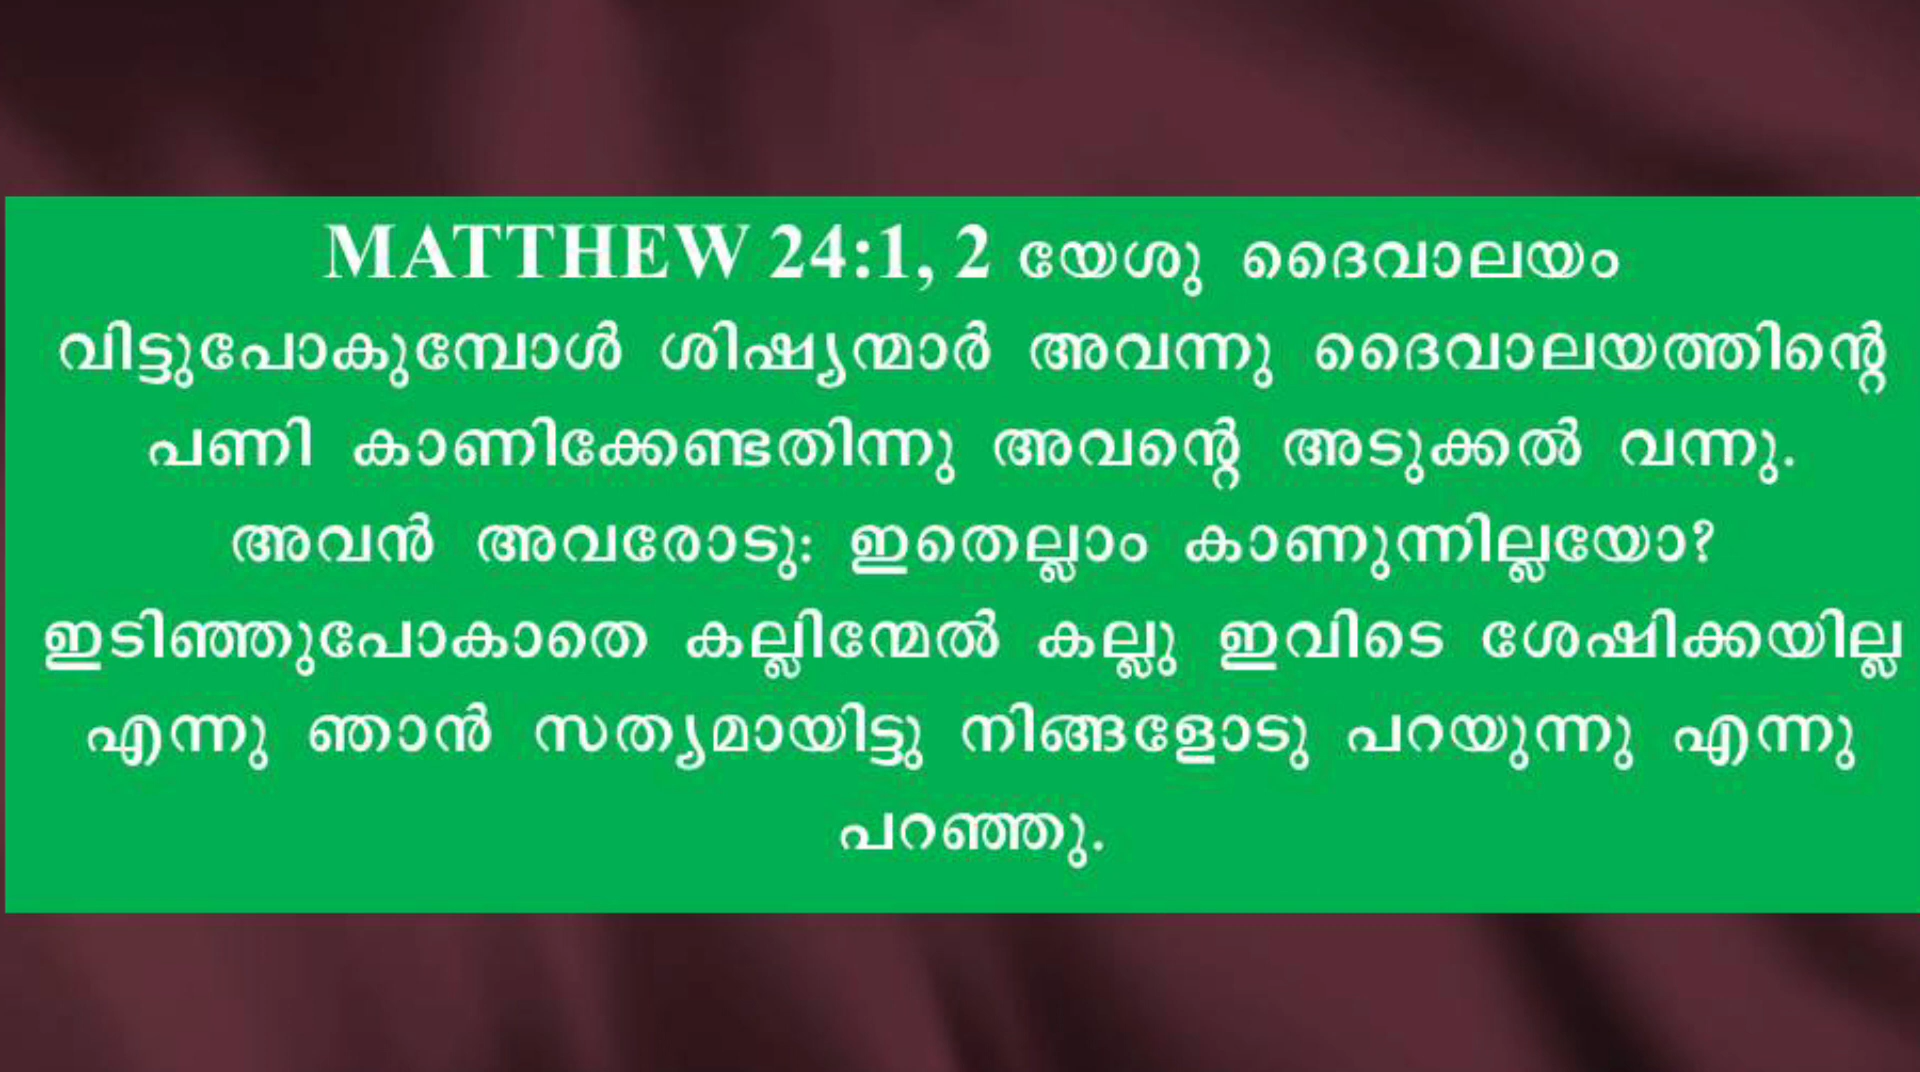 MATTHEW 24:1, 2 യേശു ദൈവാലയം
വിട്ടുപോകുമ്പോൾ ശിഷ്യന്മാർ അവന്നു ദൈവാലയത്തിന്റെ
പണി കാണിക്കേണ്ടതിന്നു അവന്റെ അടുക്കൽ വന്നു.
അവൻ അവരോടു: ഇതെല്ലാം കാണുന്നില്ലയോ?
ഇടിഞ്ഞുപോകാതെ കല്ലിന്മേൽ കല്ലു ഇവിടെ ശേഷിക്കയില്ല
എന്നു ഞാൻ സത്യമായിട്ടു നിങ്ങളോടു പറയുന്നു എന്നു
പറഞ്ഞു.